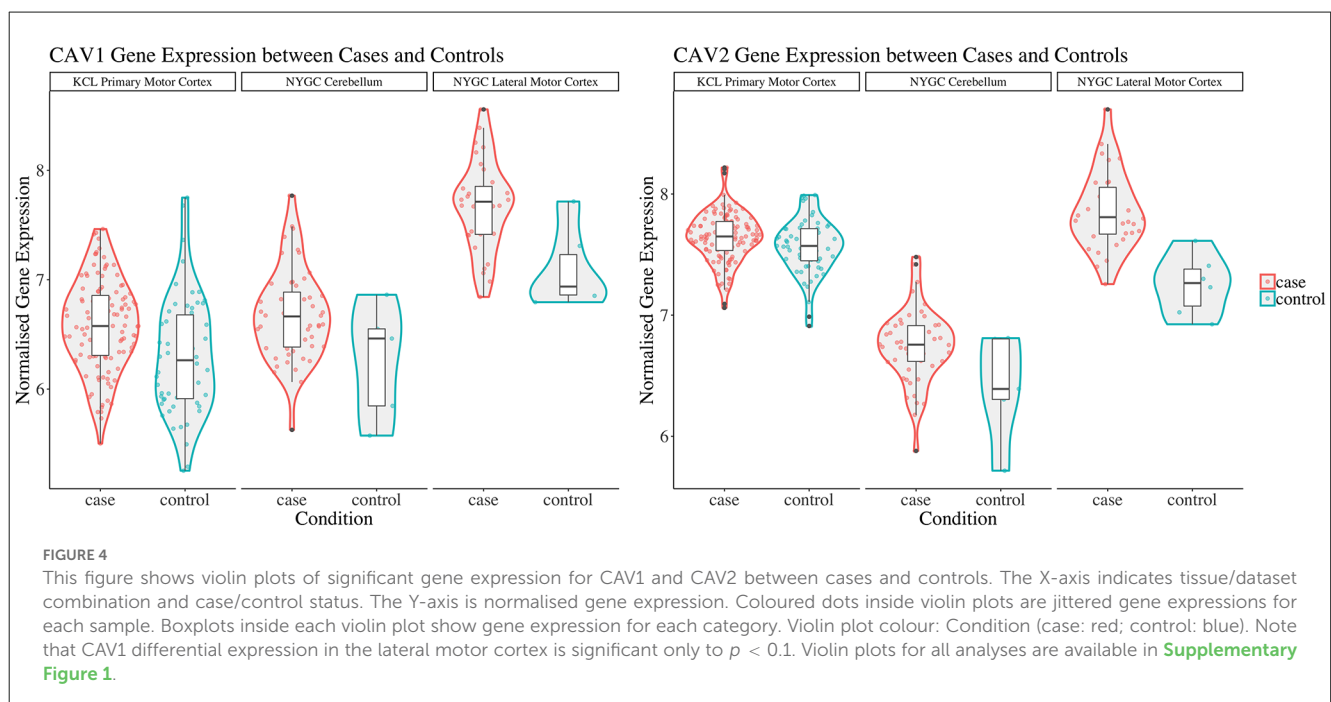 CAV1 Gene Expression between Cases and Controls
KCL Primary Motor Cortex
NYGC Cerebellum
NYGC Lateral Motor Cortex
Normalised Gene Expression
8
7
6
case
control
case
control
case
control
Condition
CAV2 Gene Expression between Cases and Controls
KCL Primary Motor Cortex
NYGC Cerebellum
NYGC Lateral Motor Cortex
Normalised Gene Expression
8
7
6
case
control
case
control
case
control
Condition
case
control
FIGURE 4
This figure shows violin plots of significant gene expression for CAV1 and CAV2 between cases and controls. The X-axis indicates tissue/dataset
combination and case/control status. The Y-axis is normalised gene expression. Coloured dots inside violin plots are jittered gene expressions for
each sample. Boxplots inside each violin plot show gene expression for each category. Violin plot colour: Condition (case: red; control: blue). Note
that CAV1 differential expression in the lateral motor cortex is significant only to p < 0.1. Violin plots for all analyses are available in Supplementary
Figure 1.